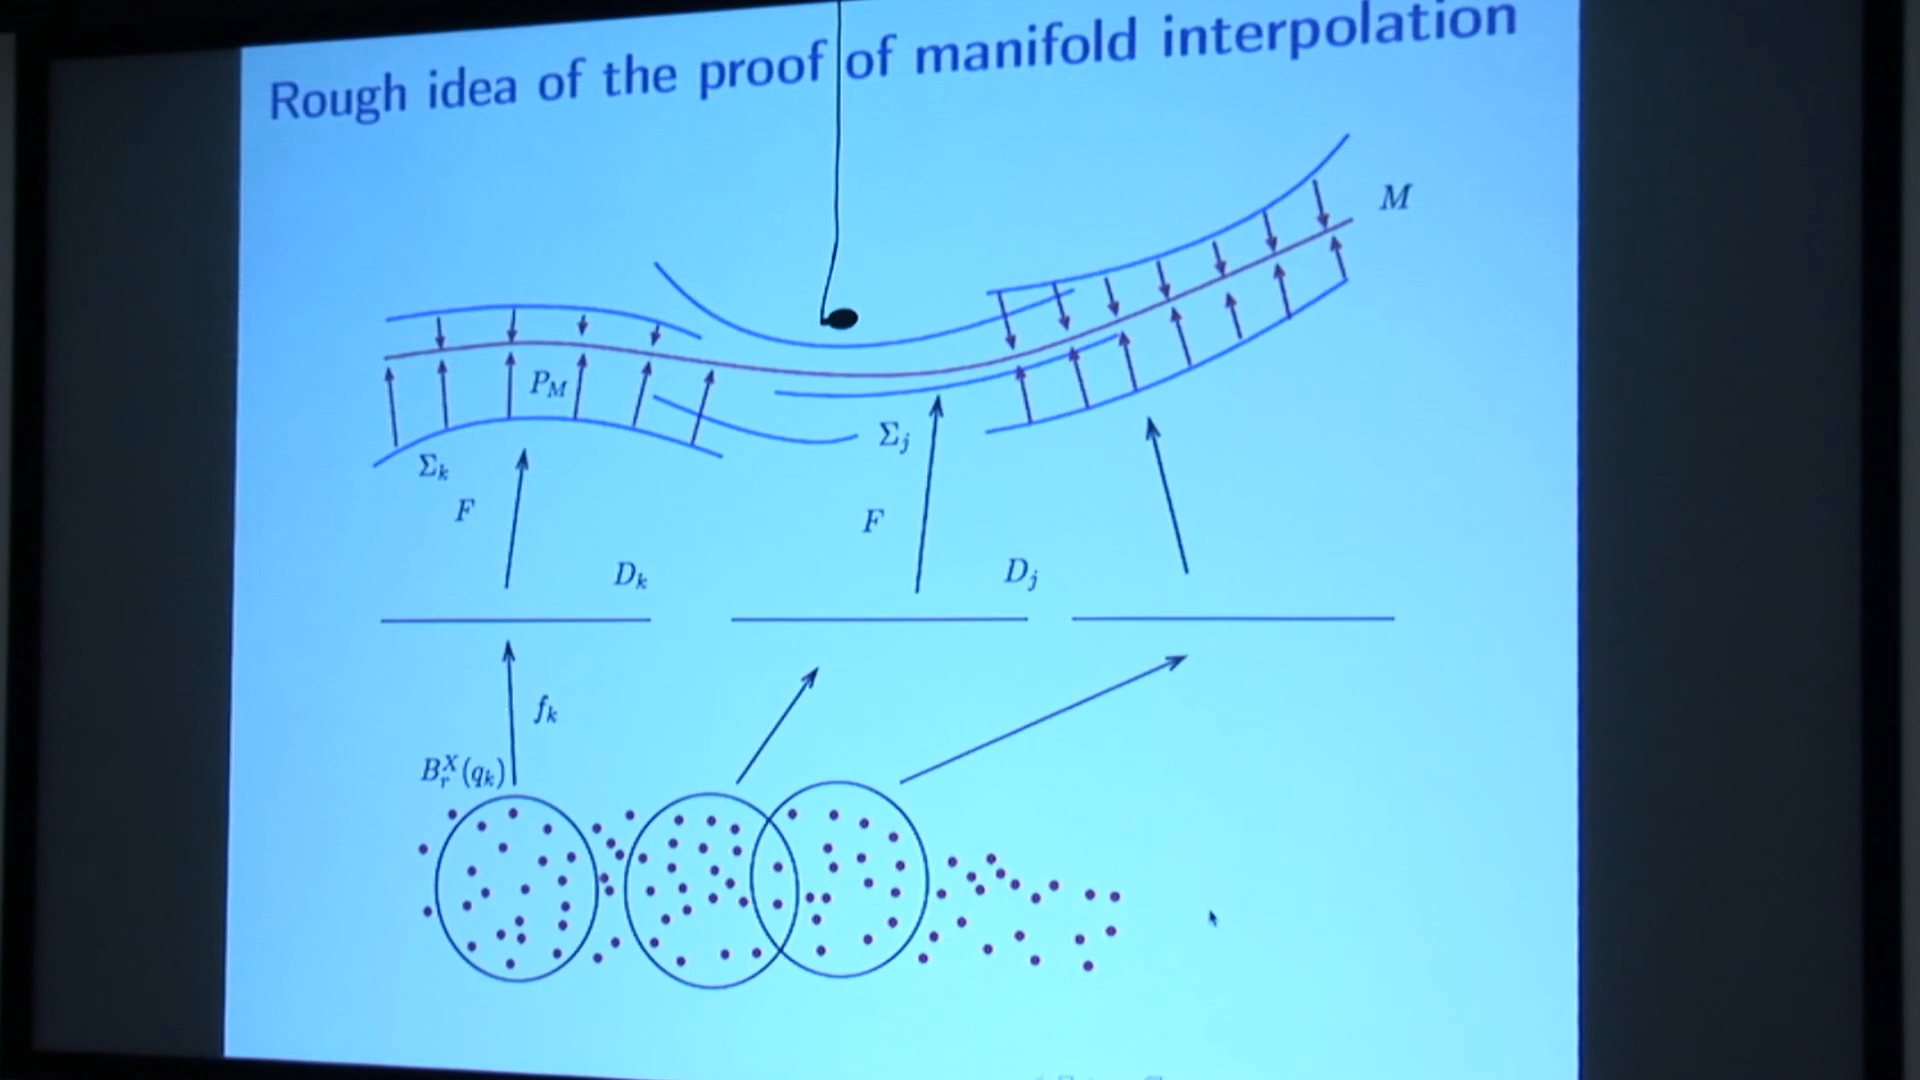 Rough idea of the proof of manifold interpolation
M
P_M
Σ_j
Σ_k
F
F
D_k
D_j
f_k
B_r^X(q_k)